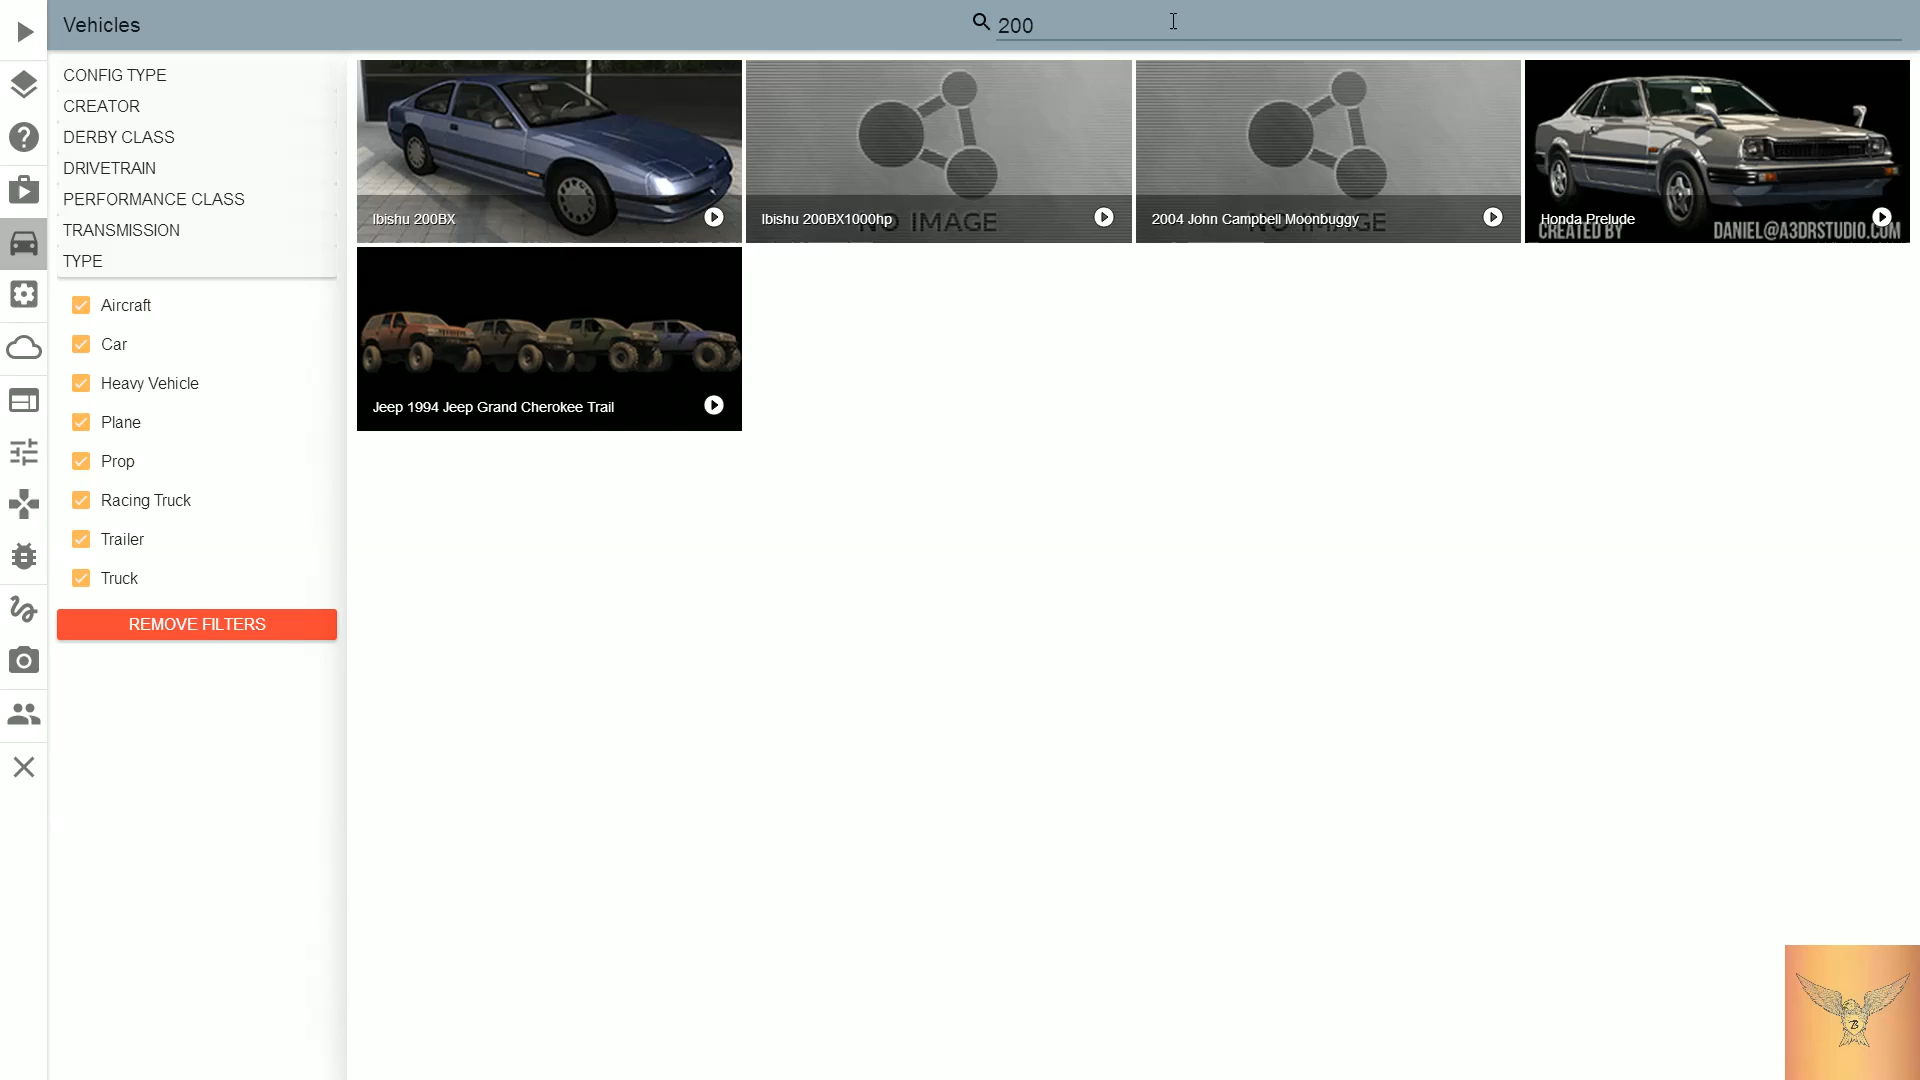 Vehicles
200
CONFIG TYPE
CREATOR
DERBY CLASS
DRIVETRAIN
PERFORMANCE CLASS
TRANSMISSION
TYPE
Aircraft
Car
Heavy Vehicle
Plane
Prop
Racing Truck
Trailer
Truck
REMOVE FILTERS
Ibishu 200BX
Ibishu 200BX1000hp
NO IMAGE
2004 John Campbell Moonbuggy
NO IMAGE
Honda Prelude
CREATED BY DANIEL@A3DRSTUDIO.COM
Jeep 1994 Jeep Grand Cherokee Trail
B